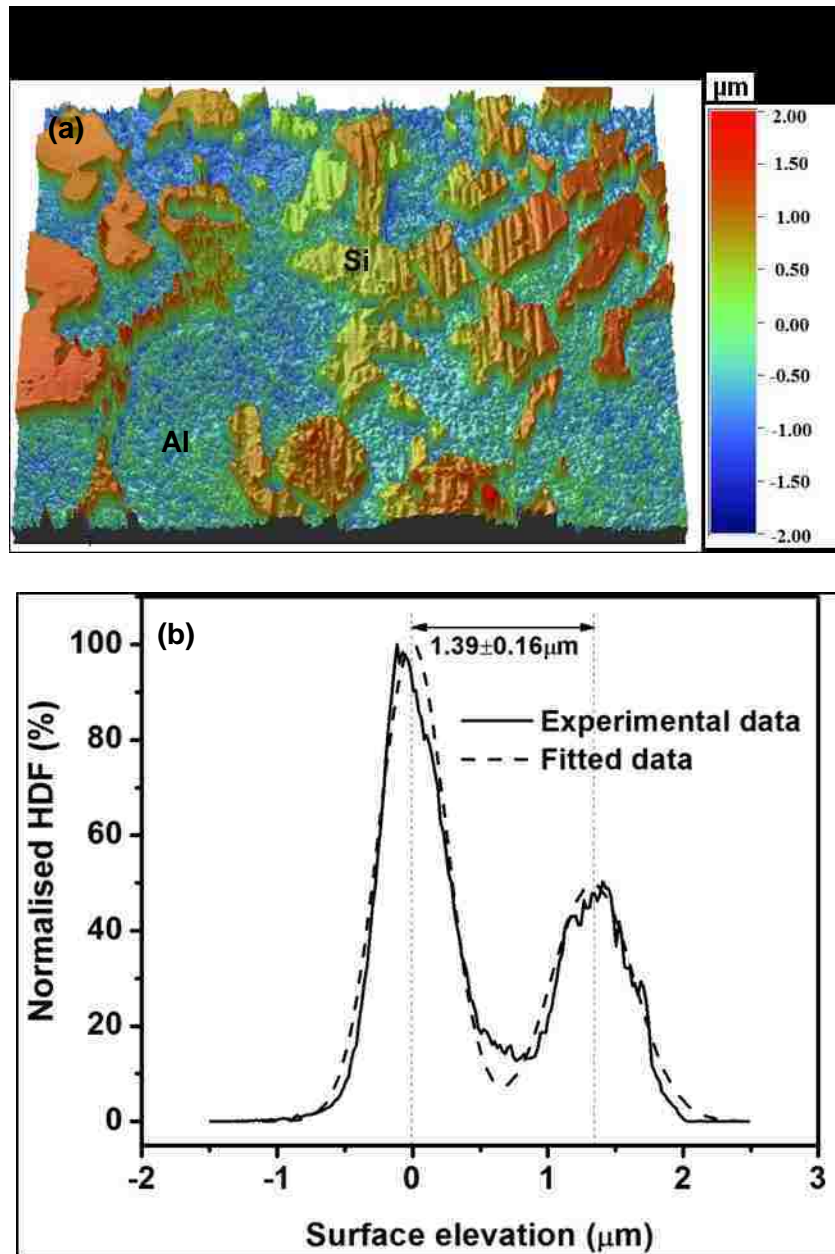 (a)
Si
Al
µm
2.00
1.50
1.00
0.50
0.00
-0.50
-1.00
-2.00
(b)
1.39±0.16μm
Experimental data
Fitted data
Normalised HDF (%)
100
80
60
40
20
0
-2
-1
0
1
2
3
Surface elevation (μm)